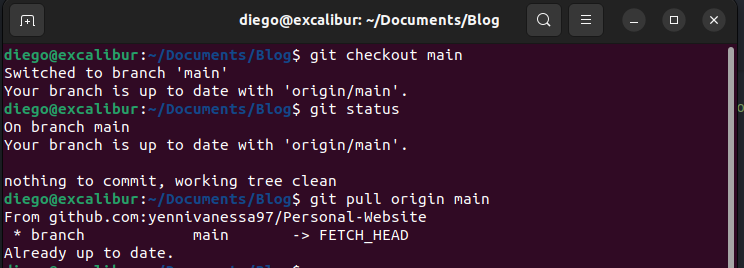 diego@excalibur: ~/Documents/Blog
diego@excalibur:~/Documents/Blog$ git checkout main
Switched to branch 'main'
Your branch is up to date with 'origin/main'.
diego@excalibur:~/Documents/Blog$ git status
On branch main
Your branch is up to date with 'origin/main'.
nothing to commit, working tree clean
diego@excalibur:~/Documents/Blog$ git pull origin main
From github.com:yennivanessa97/Personal-Website
 * branch            main       -> FETCH_HEAD
Already up to date.